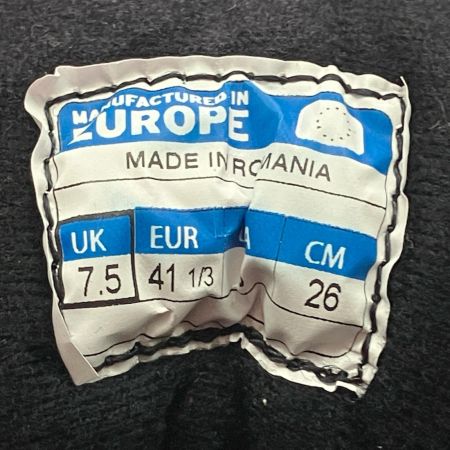 MANUFACTURED IN
EUROPE
MADE IN ROMANIA
UK EUR CM
7.5 41 1/3 26